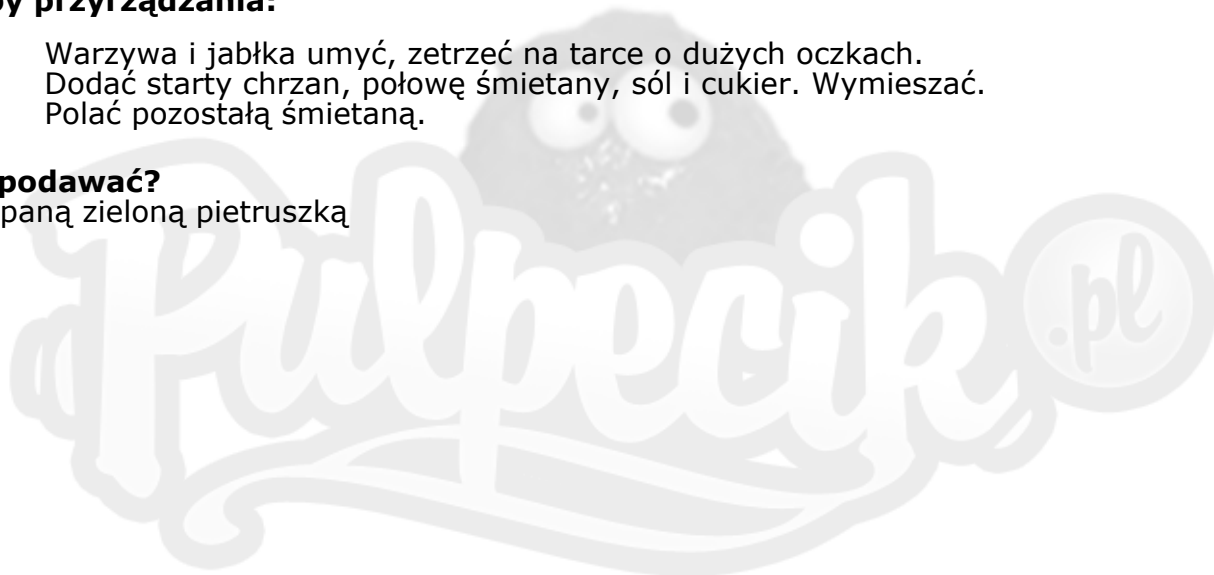 przyrządzania:
Warzywa i jabłka umyć, zetrzeć na tarce o dużych oczkach.
Dodać starty chrzan, połowę śmietany, sól i cukier. Wymieszać.
Polać pozostałą śmietaną.
podawać?
paną zieloną pietruszką
Pulpecik.pl